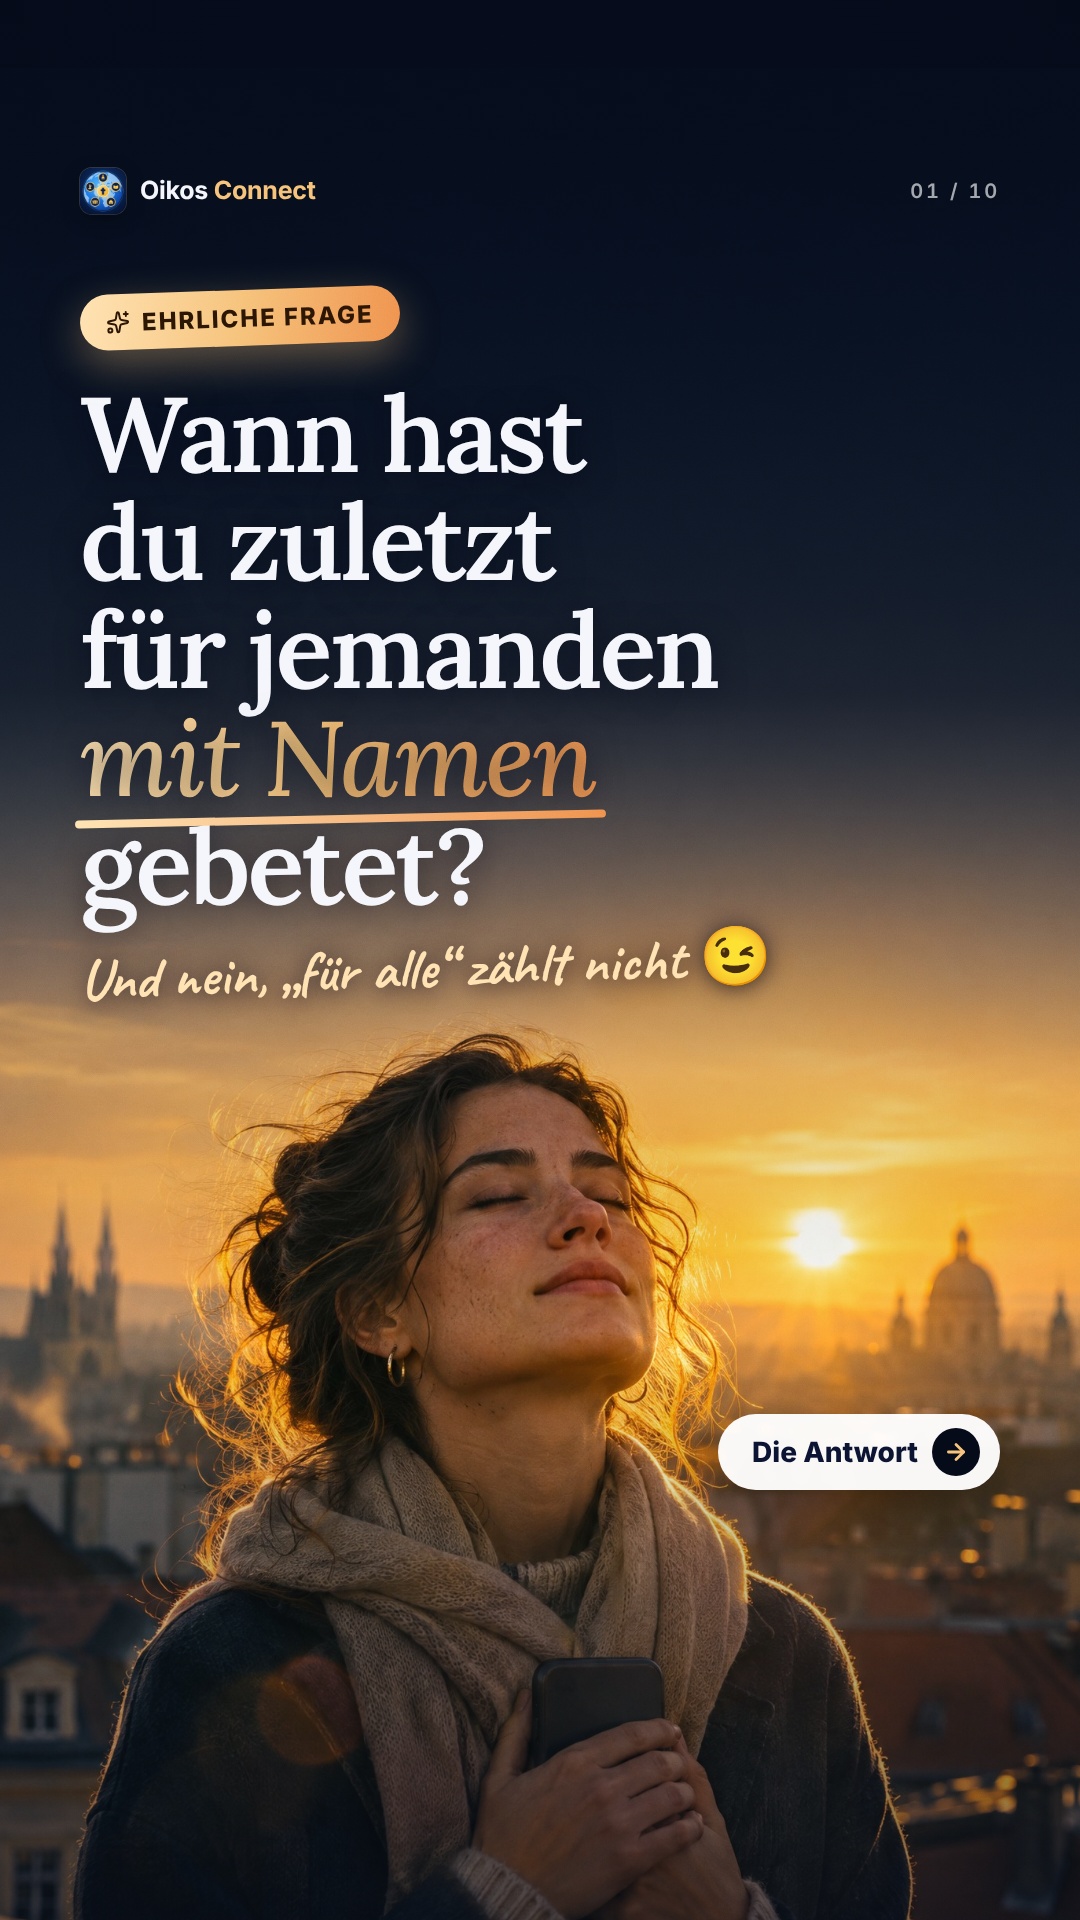 Oikos Connect
01 / 10
EHRLICHE FRAGE
Wann hast
du zuletzt
für jemanden
mit Namen
gebetet?
Und nein, „für alle“ zählt nicht 😉
Die Antwort